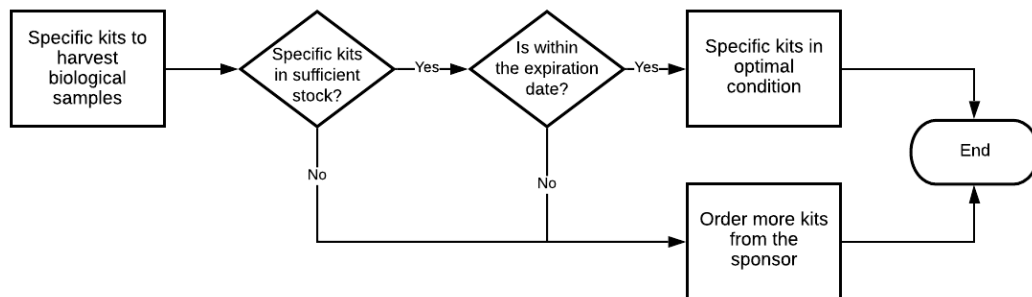 Specific kits to
harvest
biological
samples
Specific kits
in sufficient
stock?
Yes
Is within
the expiration
date?
Yes
Specific kits in
optimal
condition
End
No
No
Order more kits
from the
sponsor